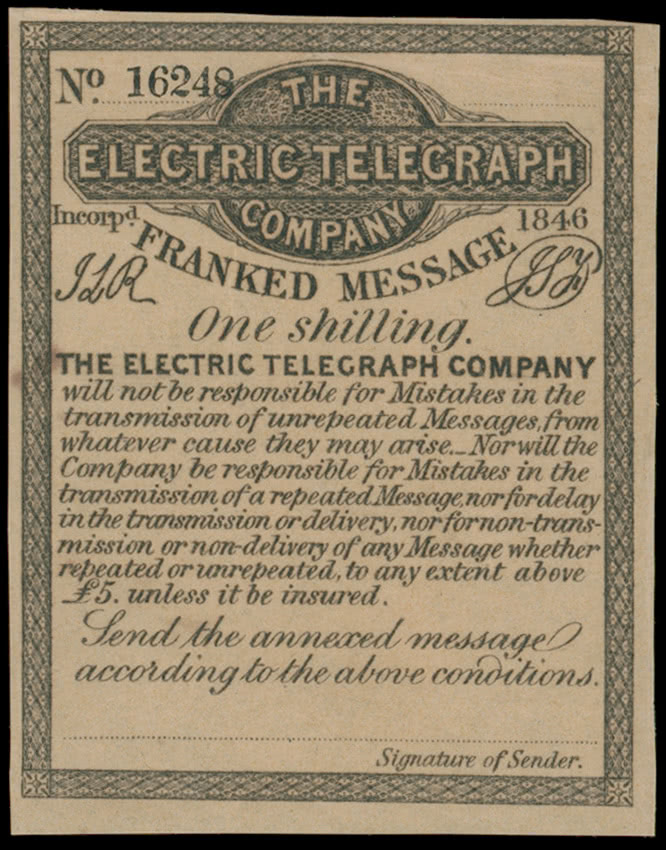 No. 16248
THE
ELECTRIC TELEGRAPH
COMPANY
Incorpd. 1846
FRANKED MESSAGE
JLR
One shilling.
THE ELECTRIC TELEGRAPH COMPANY
will not be responsible for Mistakes in the
transmission of unrepeated Messages, from
whatever cause they may arise._ Nor will the
Company be responsible for Mistakes in the
transmission of a repeated Message, nor for delay
in the transmission or delivery, nor for non-trans-
mission or non-delivery of any Message whether
repeated or unrepeated, to any extent above
£5. unless it be insured.
Send the annexed message
according to the above conditions.
Signature of Sender.